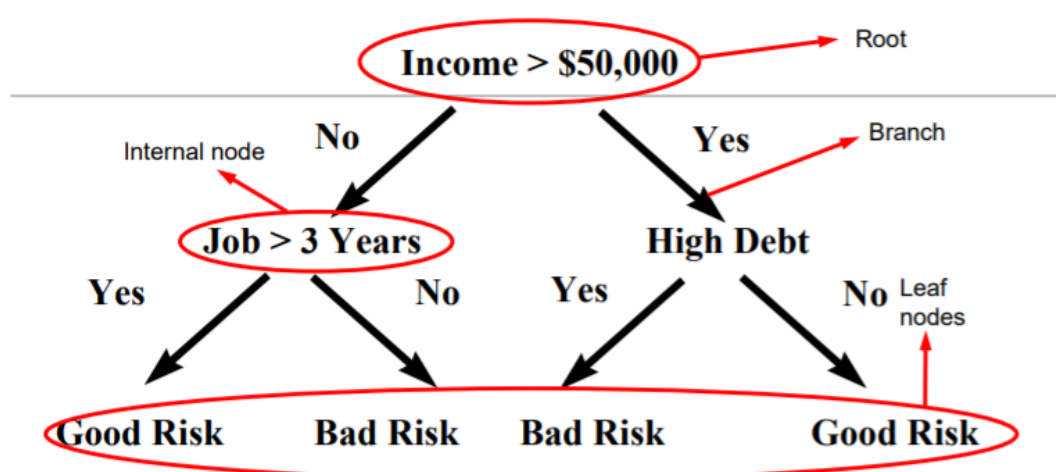 Root
Income > $50,000
No
Yes
Branch
Internal node
Job > 3 Years
High Debt
Yes
No
Yes
No
Leaf
nodes
Good Risk
Bad Risk
Bad Risk
Good Risk